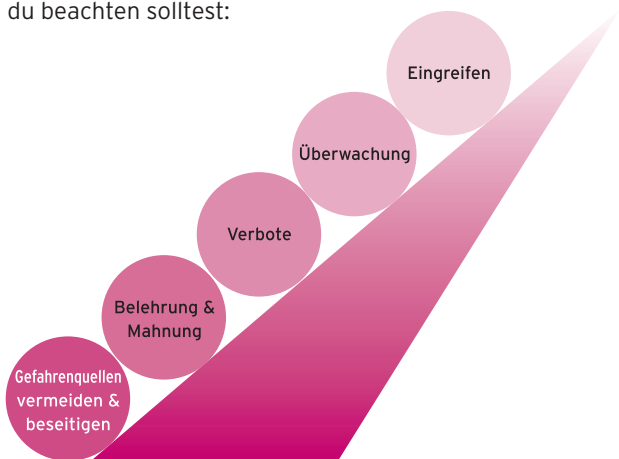 du beachten solltest:
Eingreifen
Überwachung
Verbote
Belehrung &
Mahnung
Gefahrenquellen
vermeiden &
beseitigen